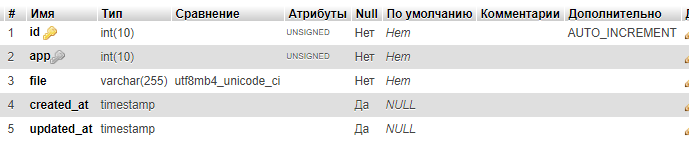 # Имя Тип Сравнение Атрибуты Null По умолчанию Комментарии Дополнительно
1 id int(10) UNSIGNED Нет Нет AUTO_INCREMENT
2 app int(10) UNSIGNED Нет Нет
3 file varchar(255) utf8mb4_unicode_ci Нет Нет
4 created_at timestamp Да NULL
5 updated_at timestamp Да NULL